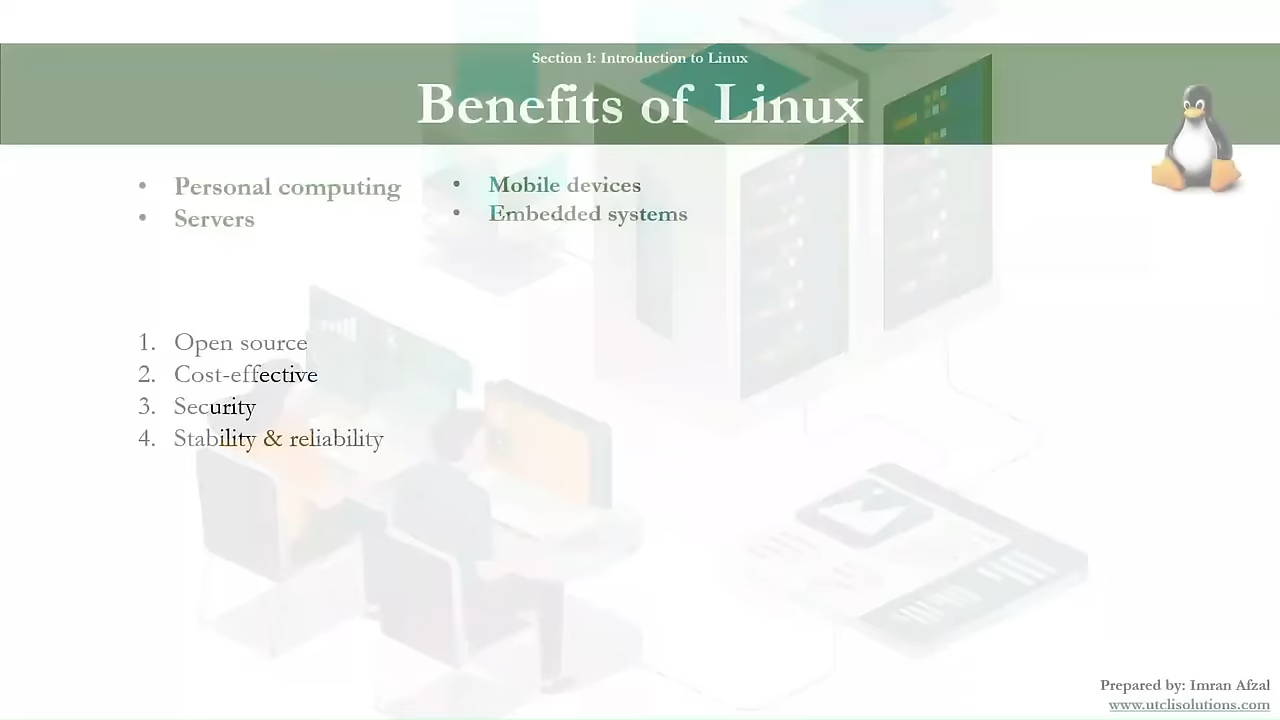 Section 1: Introduction to Linux
Benefits of Linux
• Personal computing
• Servers
• Mobile devices
• Embedded systems
1. Open source
2. Cost-effective
3. Security
4. Stability & reliability
Prepared by: Imran Afzal
www.utclisolutions.com